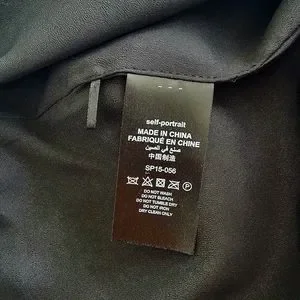 self-portrait
MADE IN CHINA
FABRIQUÉ EN CHINE
صنع في الصين
中国制造
SP15-056
DO NOT WASH
DO NOT BLEACH
DO NOT TUMBLE DRY
DO NOT IRON
DRY CLEAN ONLY